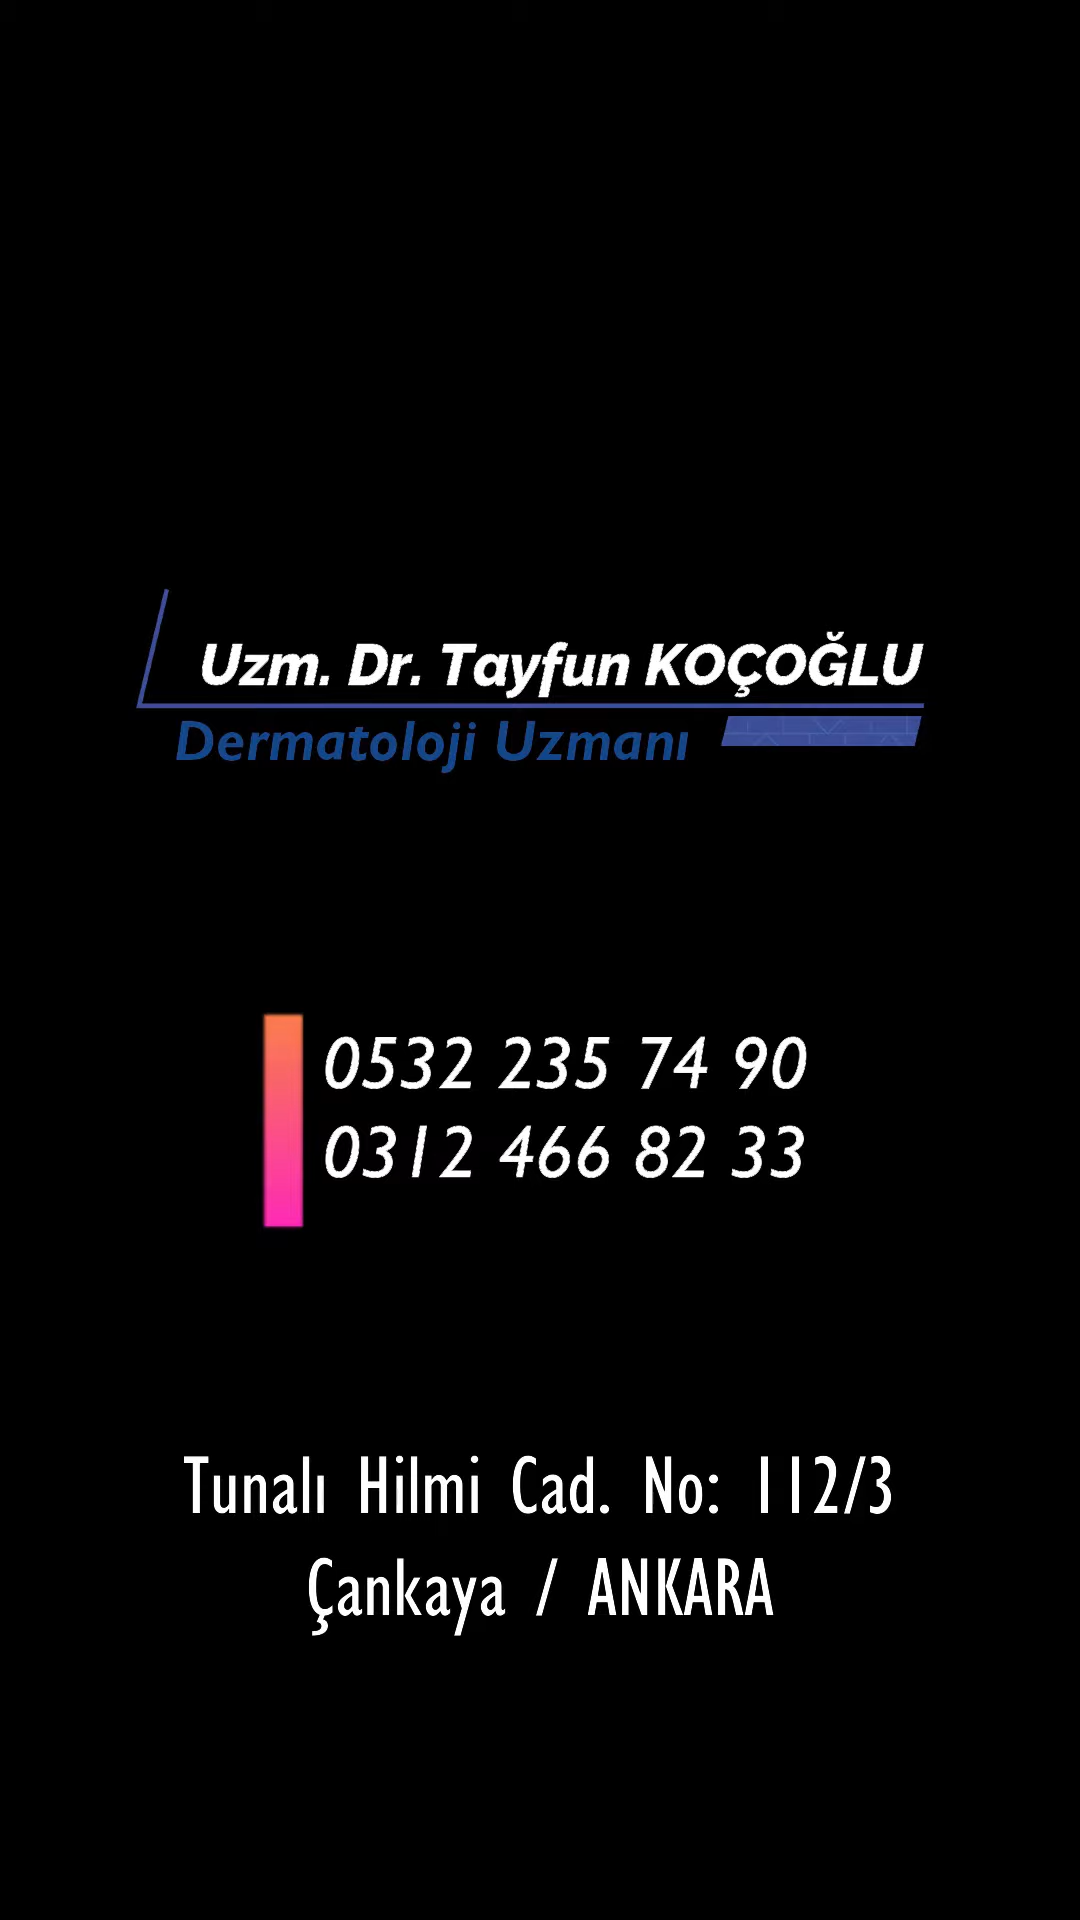 Uzm. Dr. Tayfun KOÇOĞLU
Dermatoloji Uzmanı
0532 235 74 90
0312 466 82 33
Tunalı Hilmi Cad. No: 112/3
Çankaya / ANKARA